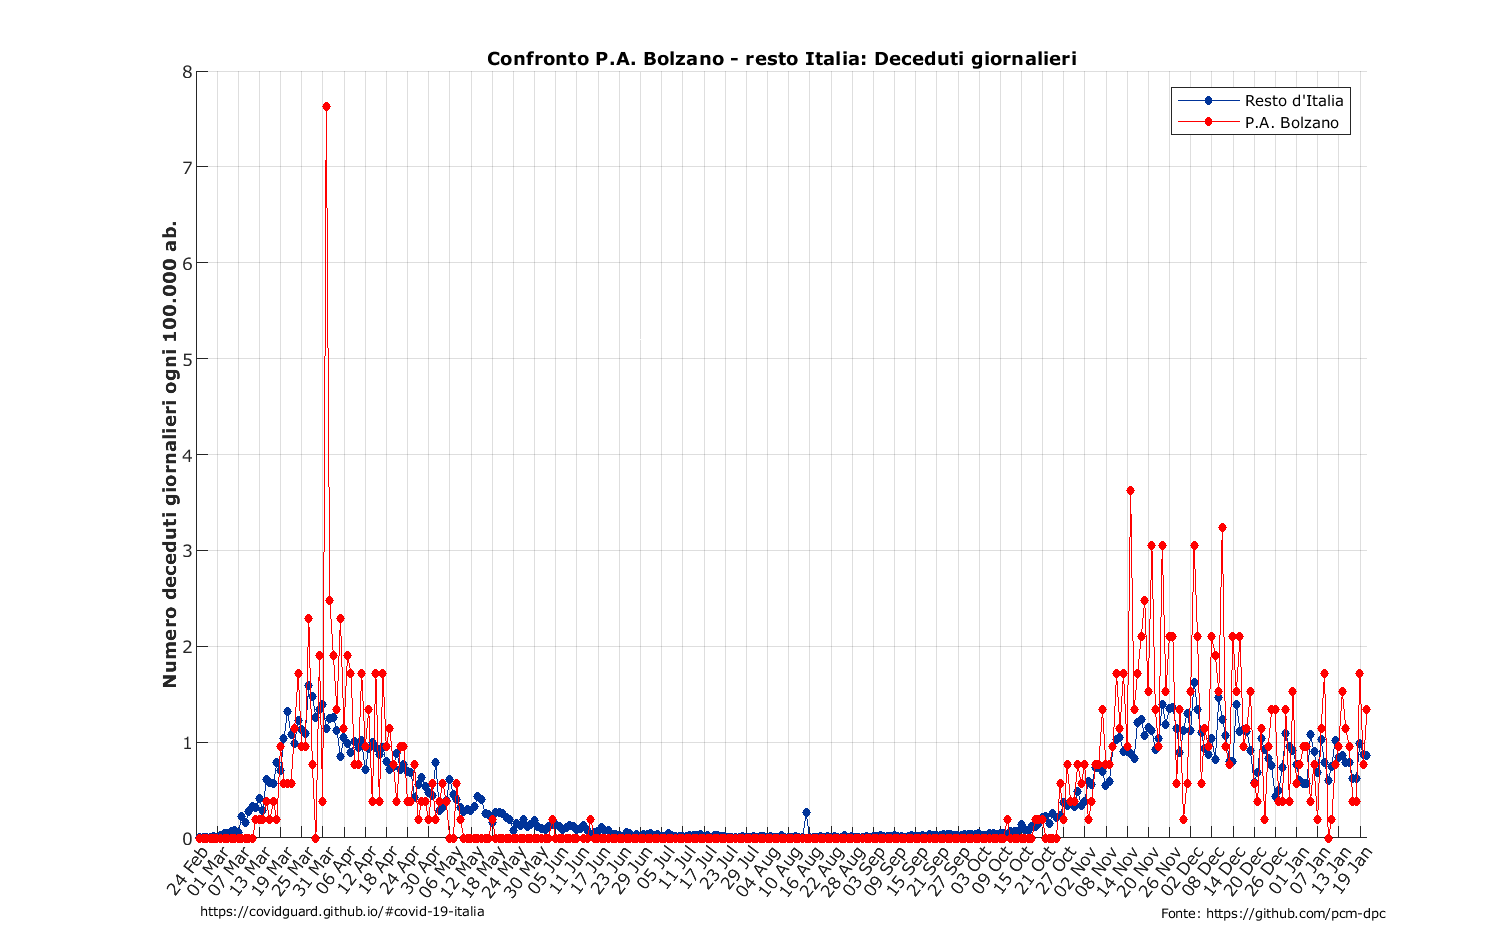 Confronto P.A. Bolzano - resto Italia: Deceduti giornalieri
Resto d'Italia
P.A. Bolzano
Numero deceduti giornalieri ogni 100.000 ab.
8
7
6
5
4
3
2
1
0
24 Feb
01 Mar
07 Mar
13 Mar
19 Mar
25 Mar
31 Mar
06 Apr
12 Apr
18 Apr
24 Apr
30 Apr
06 May
12 May
18 May
24 May
30 May
05 Jun
11 Jun
17 Jun
23 Jun
29 Jun
05 Jul
11 Jul
17 Jul
23 Jul
29 Jul
04 Aug
10 Aug
16 Aug
22 Aug
28 Aug
03 Sep
09 Sep
15 Sep
21 Sep
27 Sep
03 Oct
09 Oct
15 Oct
21 Oct
27 Oct
02 Nov
08 Nov
14 Nov
20 Nov
26 Nov
02 Dec
08 Dec
14 Dec
20 Dec
26 Dec
01 Jan
07 Jan
13 Jan
19 Jan
https://covidguard.github.io/#covid-19-italia
Fonte: https://github.com/pcm-dpc